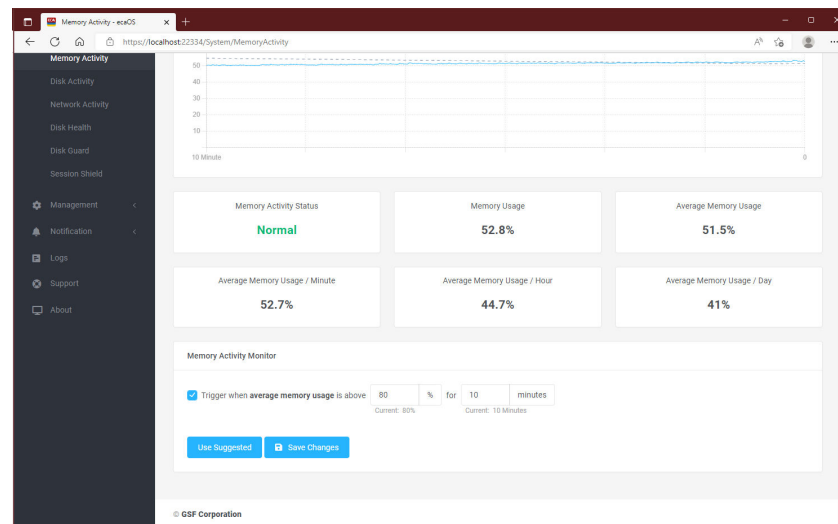 Memory Activity - ecaOS
https://localhost:22334/System/MemoryActivity
Memory Activity
Disk Activity
Network Activity
Disk Health
Disk Guard
Session Shield
Management
Notification
Logs
Support
About
50
40
30
20
10
10 Minute
0
Memory Activity Status
Normal
Memory Usage
52.8%
Average Memory Usage
51.5%
Average Memory Usage / Minute
52.7%
Average Memory Usage / Hour
44.7%
Average Memory Usage / Day
41%
Memory Activity Monitor
Trigger when average memory usage is above 80 % for 10 minutes
Current: 80% Current: 10 Minutes
Use Suggested Save Changes
© GSF Corporation